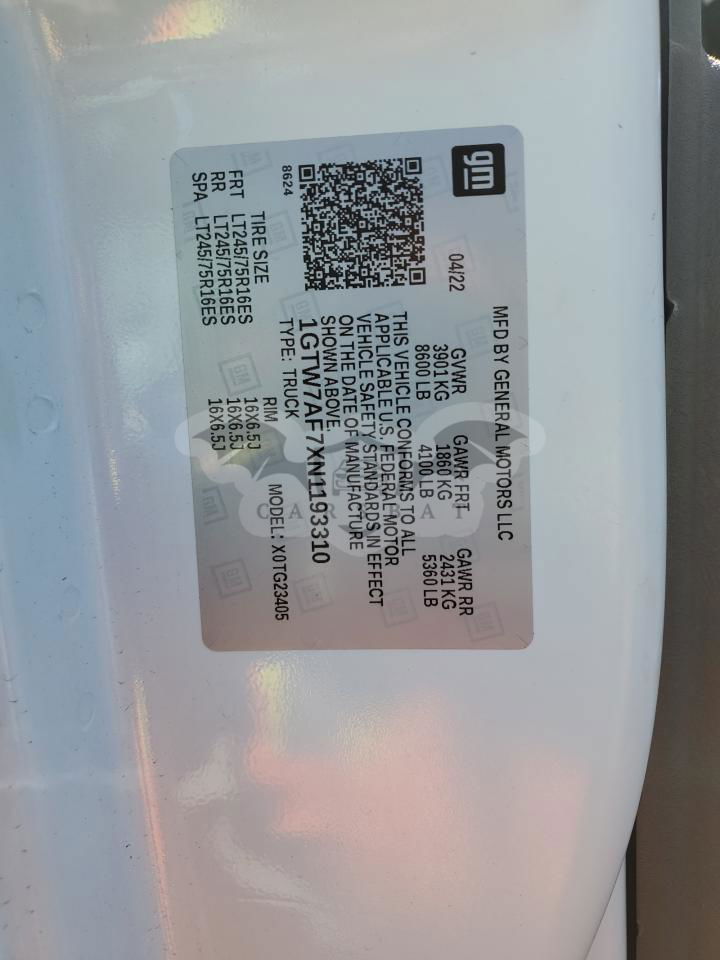 gm
MFD BY GENERAL MOTORS LLC
04/22 GVWR GAWR FRT GAWR RR
3901 KG 1860 KG 2431 KG
8600 LB 4100 LB 5360 LB
THIS VEHICLE CONFORMS TO ALL
APPLICABLE U.S. FEDERAL MOTOR
VEHICLE SAFETY STANDARDS IN EFFECT
ON THE DATE OF MANUFACTURE
SHOWN ABOVE.
1GTW7AF7XN1193310
TYPE: TRUCK MODEL: X0TG23405
8624
TIRE SIZE RIM
FRT LT245/75R16ES 16X6.5J
RR LT245/75R16ES 16X6.5J
SPA LT245/75R16ES 16X6.5J
CAR BAT